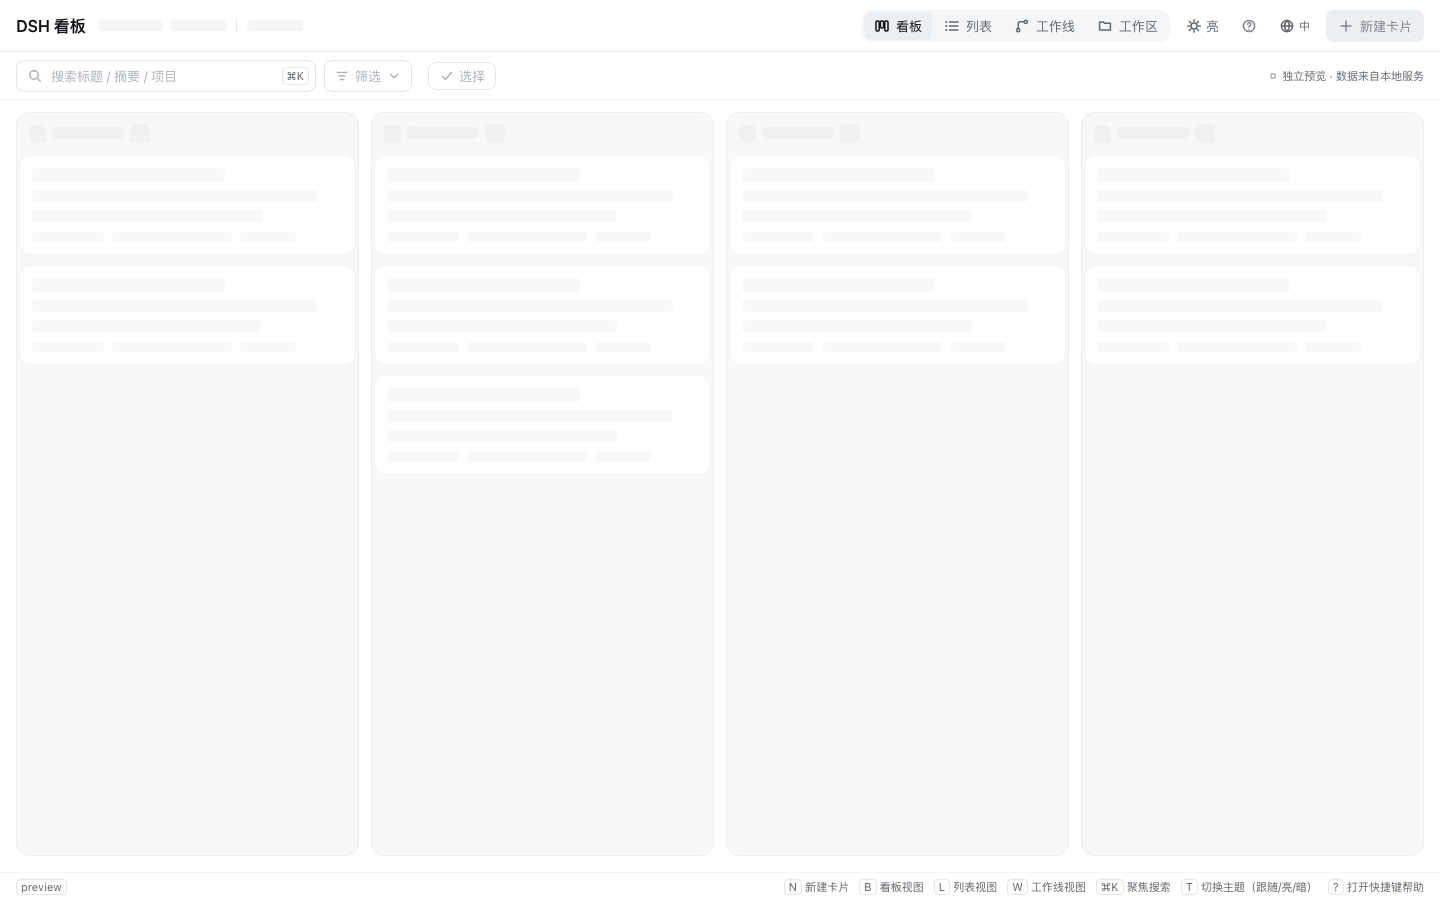 DSH 看板
看板 列表 工作线 工作区 亮 中 新建卡片
搜索标题 / 摘要 / 项目 ⌘K 筛选 选择 独立预览 · 数据来自本地服务
preview N 新建卡片 B 看板视图 L 列表视图 W 工作线视图 ⌘K 聚焦搜索 T 切换主题（跟随/亮/暗） ? 打开快捷键帮助